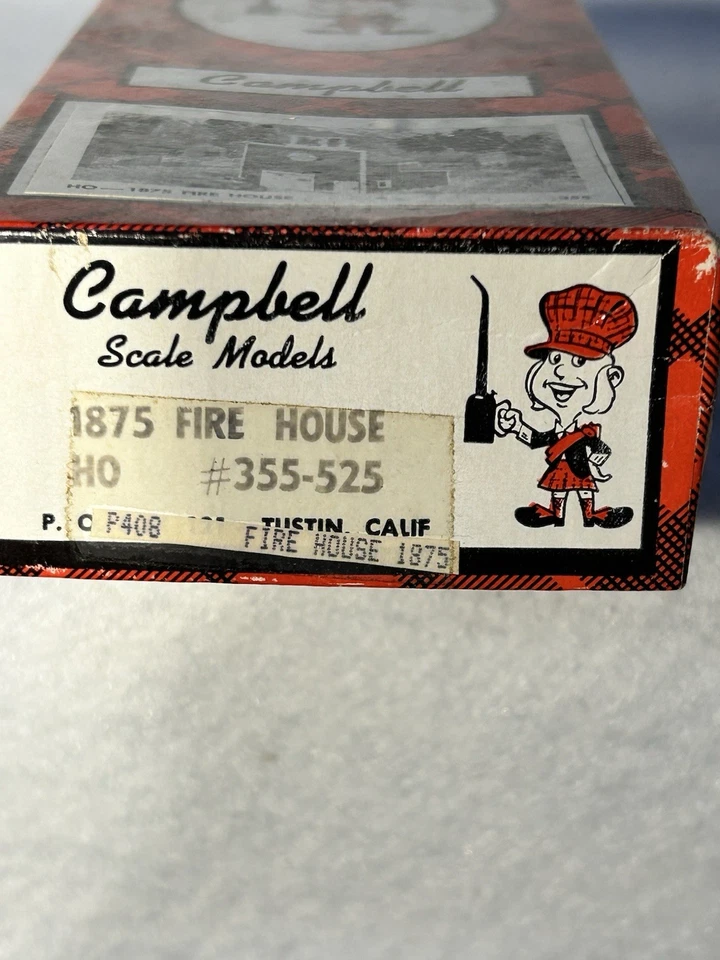 Campbell
HO—1875 FIRE HOUSE 355
Campbell
Scale Models
1875 FIRE HOUSE
HO #355-525
P. O TUSTIN, CALIF
P408
FIRE HOUSE 1875